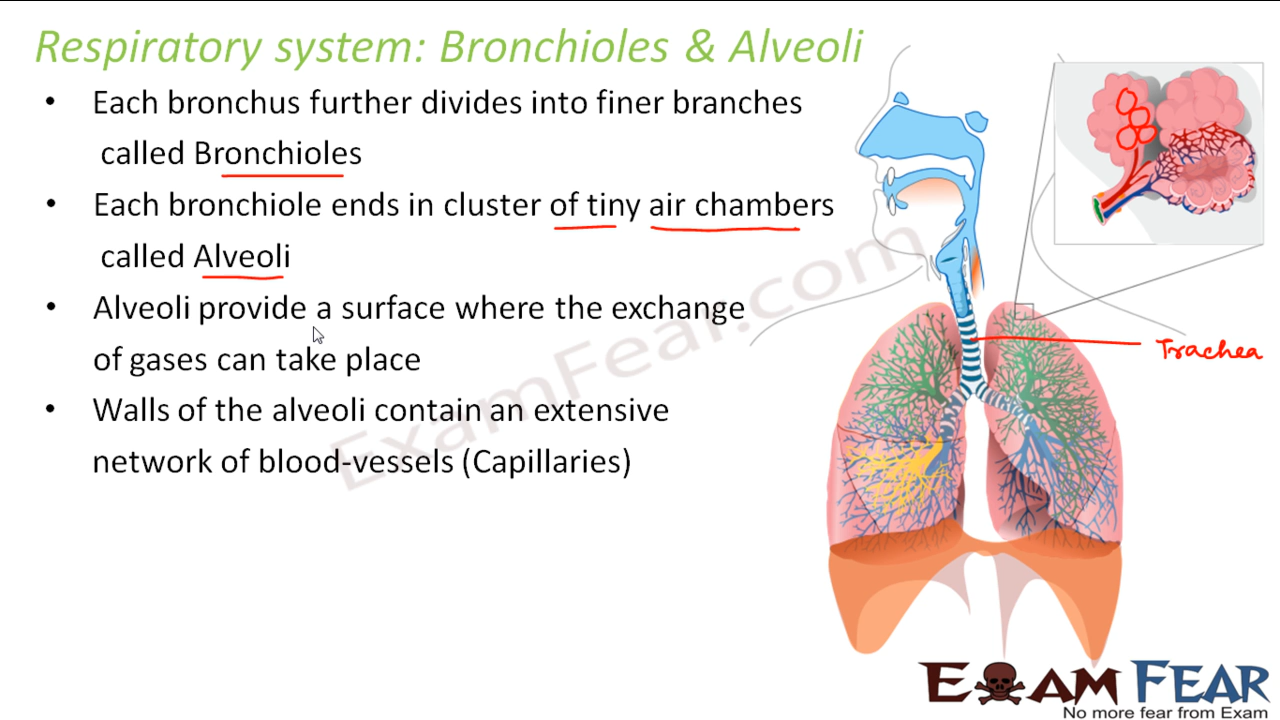 Respiratory system: Bronchioles & Alveoli
• Each bronchus further divides into finer branches
called Bronchioles
• Each bronchiole ends in cluster of tiny air chambers
called Alveoli
• Alveoli provide a surface where the exchange
of gases can take place
• Walls of the alveoli contain an extensive
network of blood-vessels (Capillaries)
Trachea
ExamFear.com
EXAM FEAR
No more fear from Exam